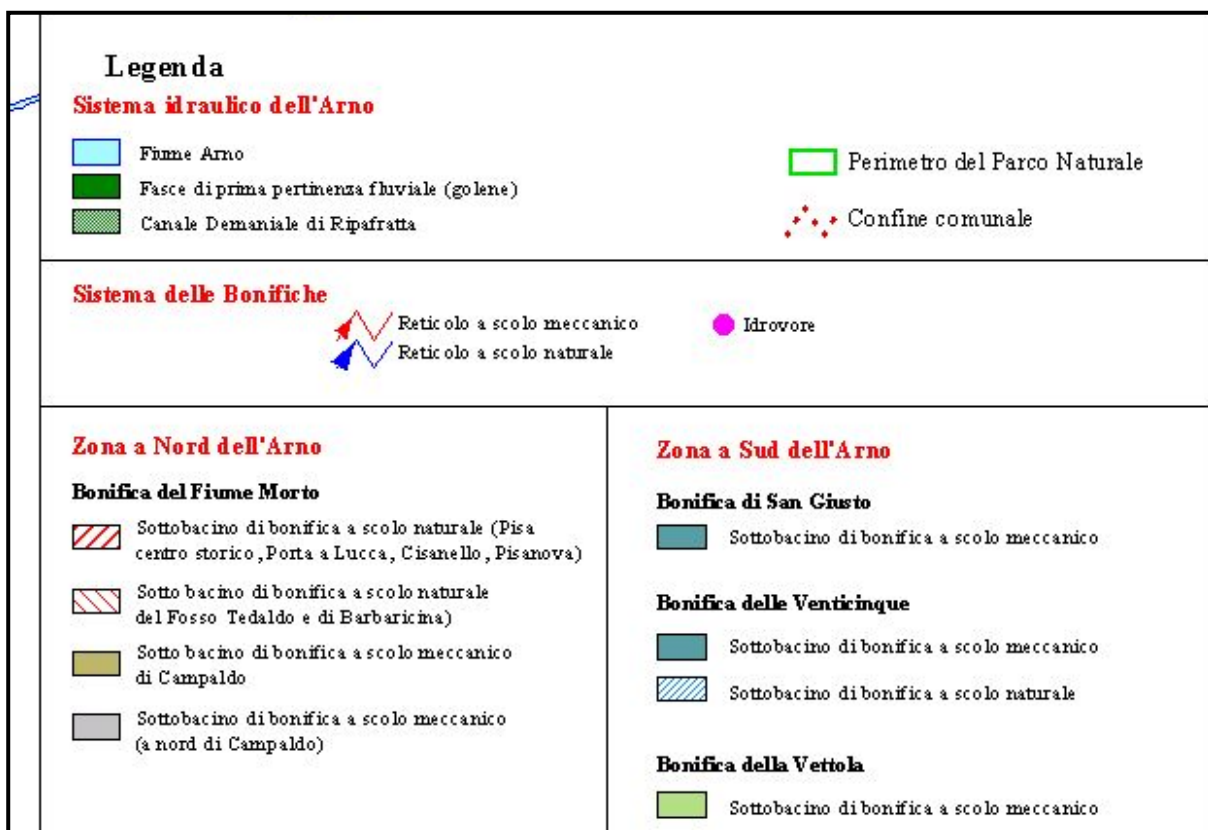 Legenda
Sistema idraulico dell'Arno
Fiume Arno
Fasce di prima pertinenza fluviale (golene)
Canale Demaniale di Ripafratta
Perimetro del Parco Naturale
Confine comunale
Sistema delle Bonifiche
Reticolo a scolo meccanico
Reticolo a scolo naturale
Idrovore
Zona a Nord dell'Arno
Bonifica del Fiume Morto
Sottobacino di bonifica a scolo naturale (Pisa
centro storico, Porta a Lucca, Cisanello, Pisanova)
Sotto bacino di bonifica a scolo naturale
del Fosso Tedaldo e di Barbaricina)
Sotto bacino di bonifica a scolo meccanico
di Campaldo
Sottobacino di bonifica a scolo meccanico
(a nord di Campaldo)
Zona a Sud dell'Arno
Bonifica di San Giusto
Sottobacino di bonifica a scolo meccanico
Bonifica delle Venticinque
Sottobacino di bonifica a scolo meccanico
Sottobacino di bonifica a scolo naturale
Bonifica della Vettola
Sottobacino di bonifica a scolo meccanico